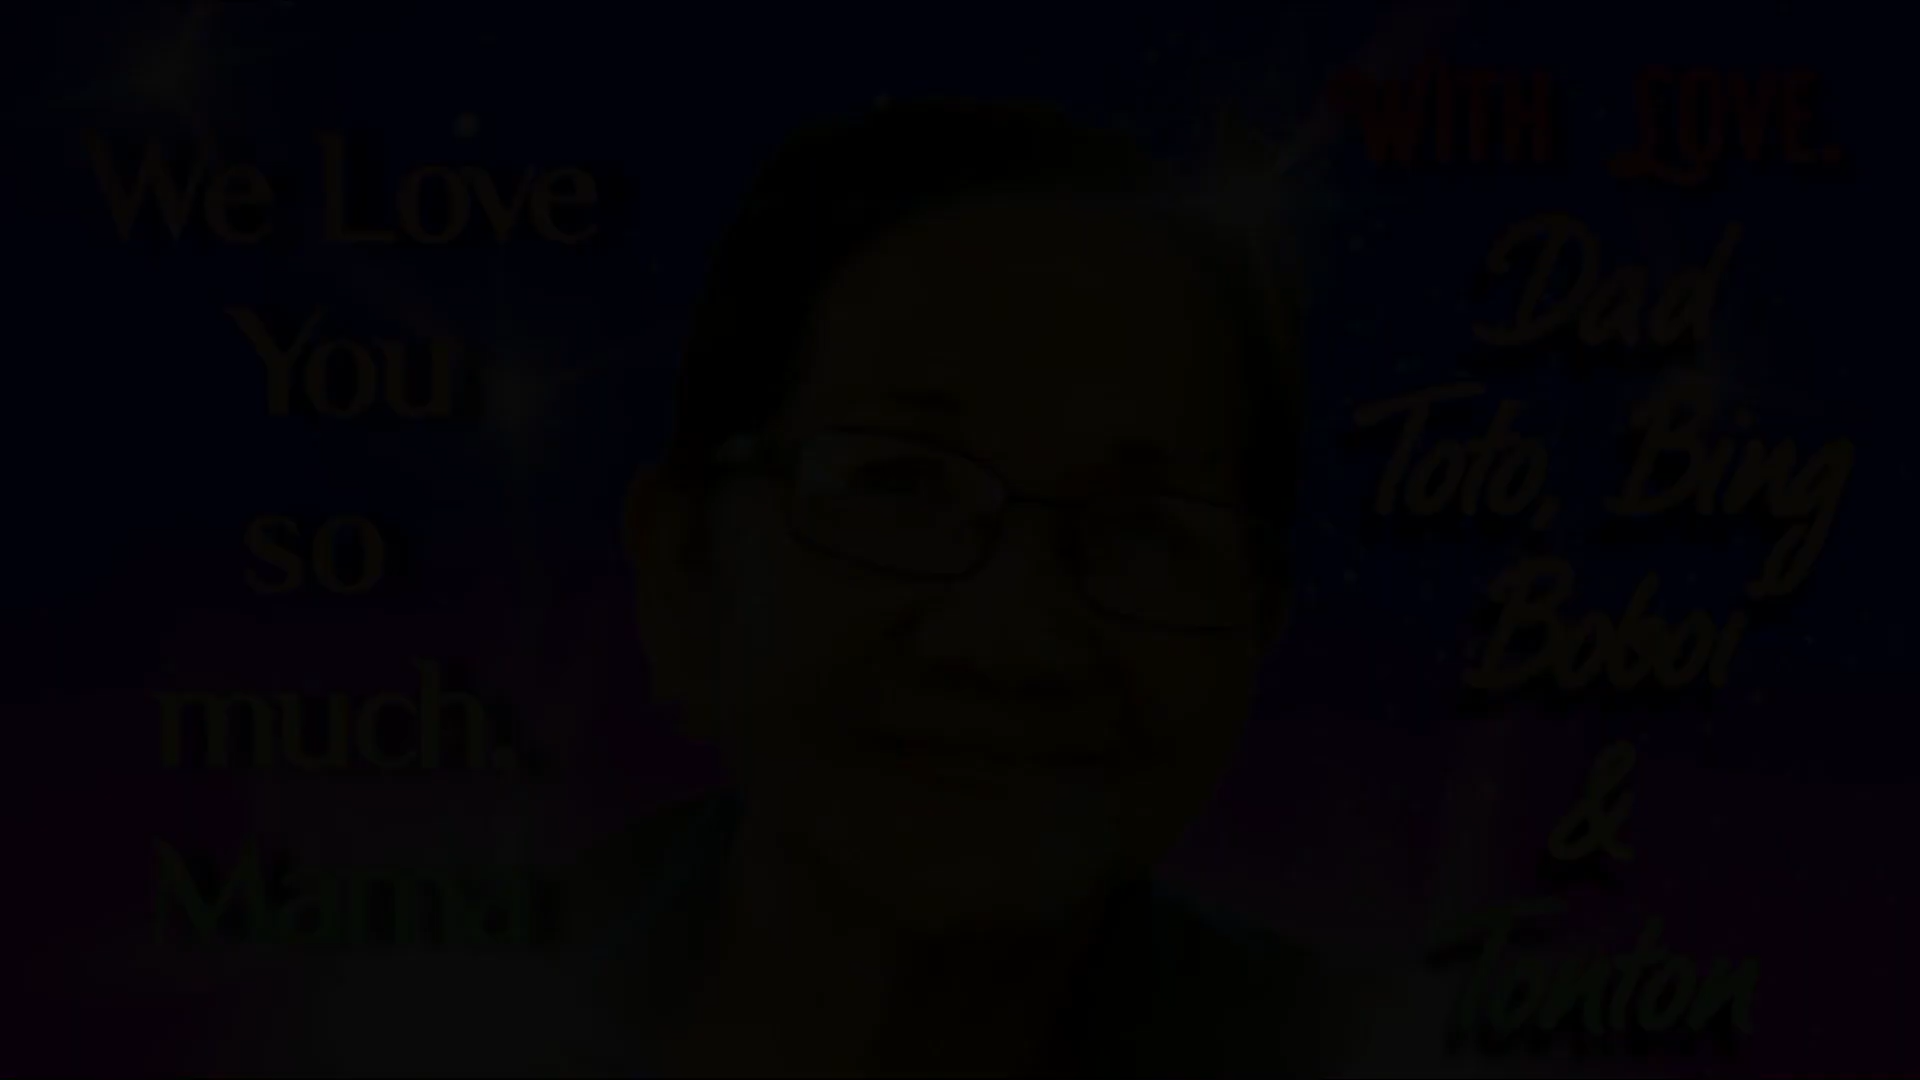 We Love
You
so
much.
Mama
WITH LOVE.
Dad
Toto, Bing
Boboi
&
Tonton